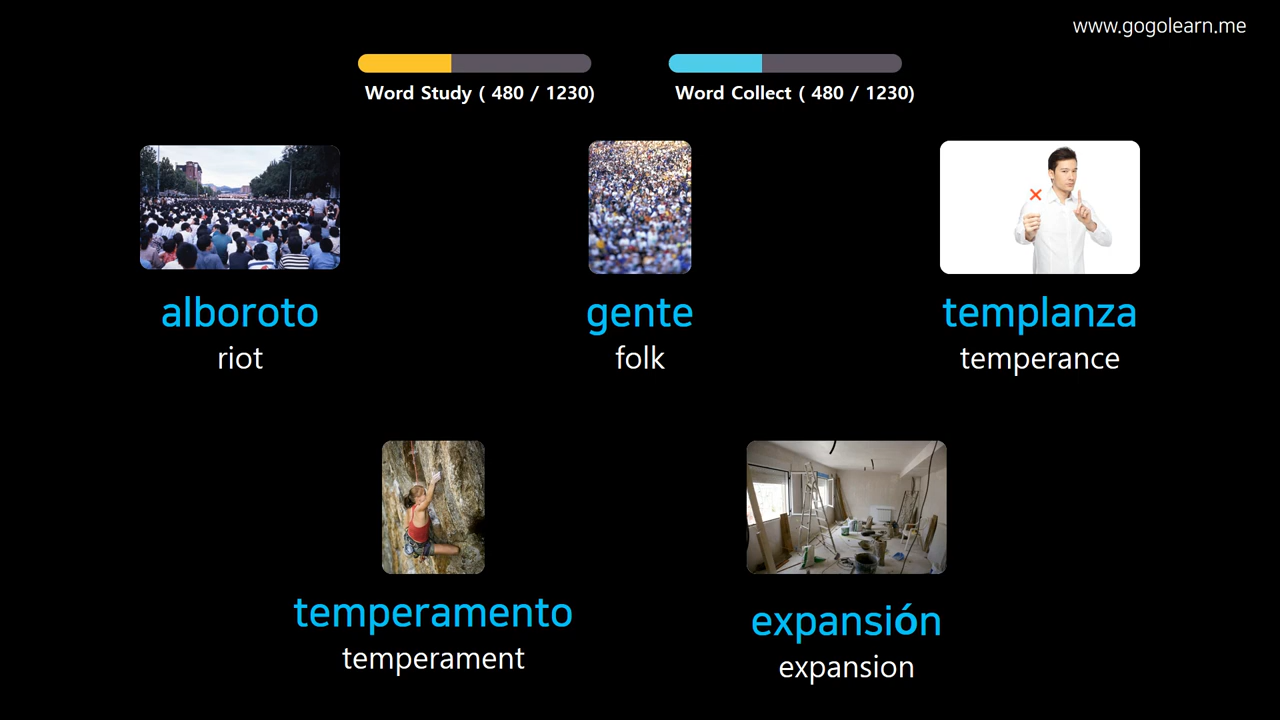 www.gogolearn.me
Word Study ( 480 / 1230)
Word Collect ( 480 / 1230)
alboroto
riot
gente
folk
templanza
temperance
temperamento
temperament
expansión
expansion